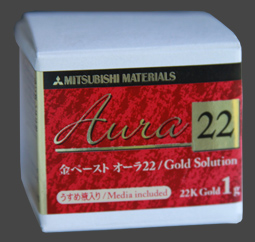 MITSUBISHI MATERIALS
Aura 22
金ペースト オーラ22/Gold Solution
うすめ液入り/Media included
22K Gold 1g